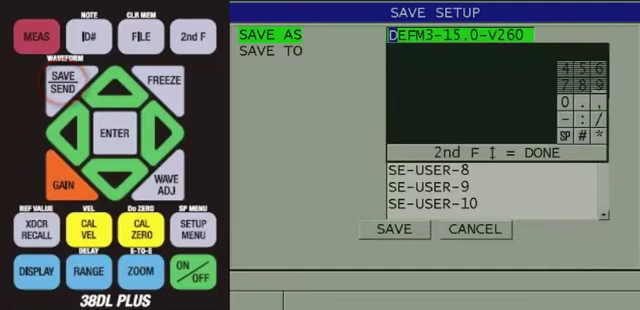 NOTE CLR MEM
MEAS ID# FILE 2nd F
WAVEFORM
SAVE
SEND
FREEZE
ENTER
GAIN
WAVE
ADJ
REF VALUE VEL Do ZERO SP MENU
XDCR
RECALL
CAL
VEL
CAL
ZERO
SETUP
MENU
DELAY E-TO-E
DISPLAY RANGE ZOOM ON/OFF
38DL PLUS
SAVE SETUP
SAVE AS DEFM3-15.0-V260
SAVE TO
4 5 6
7 8 9
0 . ,
- : /
SP # *
2nd F ↕ = DONE
SE-USER-8
SE-USER-9
SE-USER-10
SAVE CANCEL